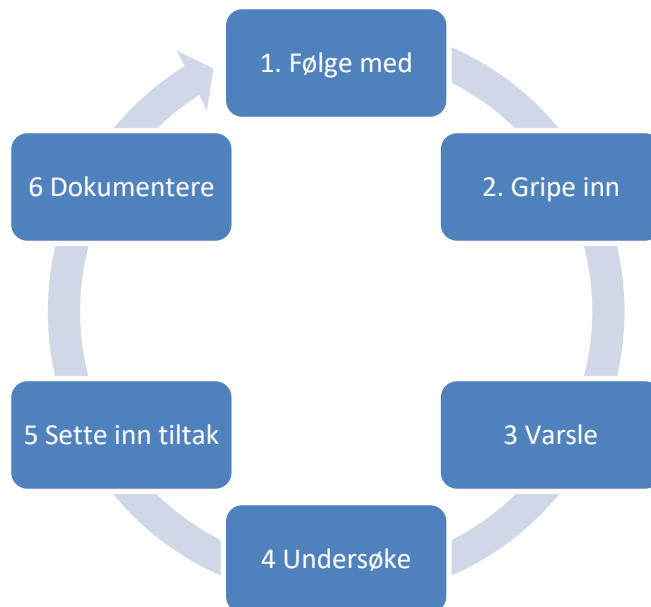 1. Følge med
2. Gripe inn
3 Varsle
4 Undersøke
5 Sette inn tiltak
6 Dokumentere